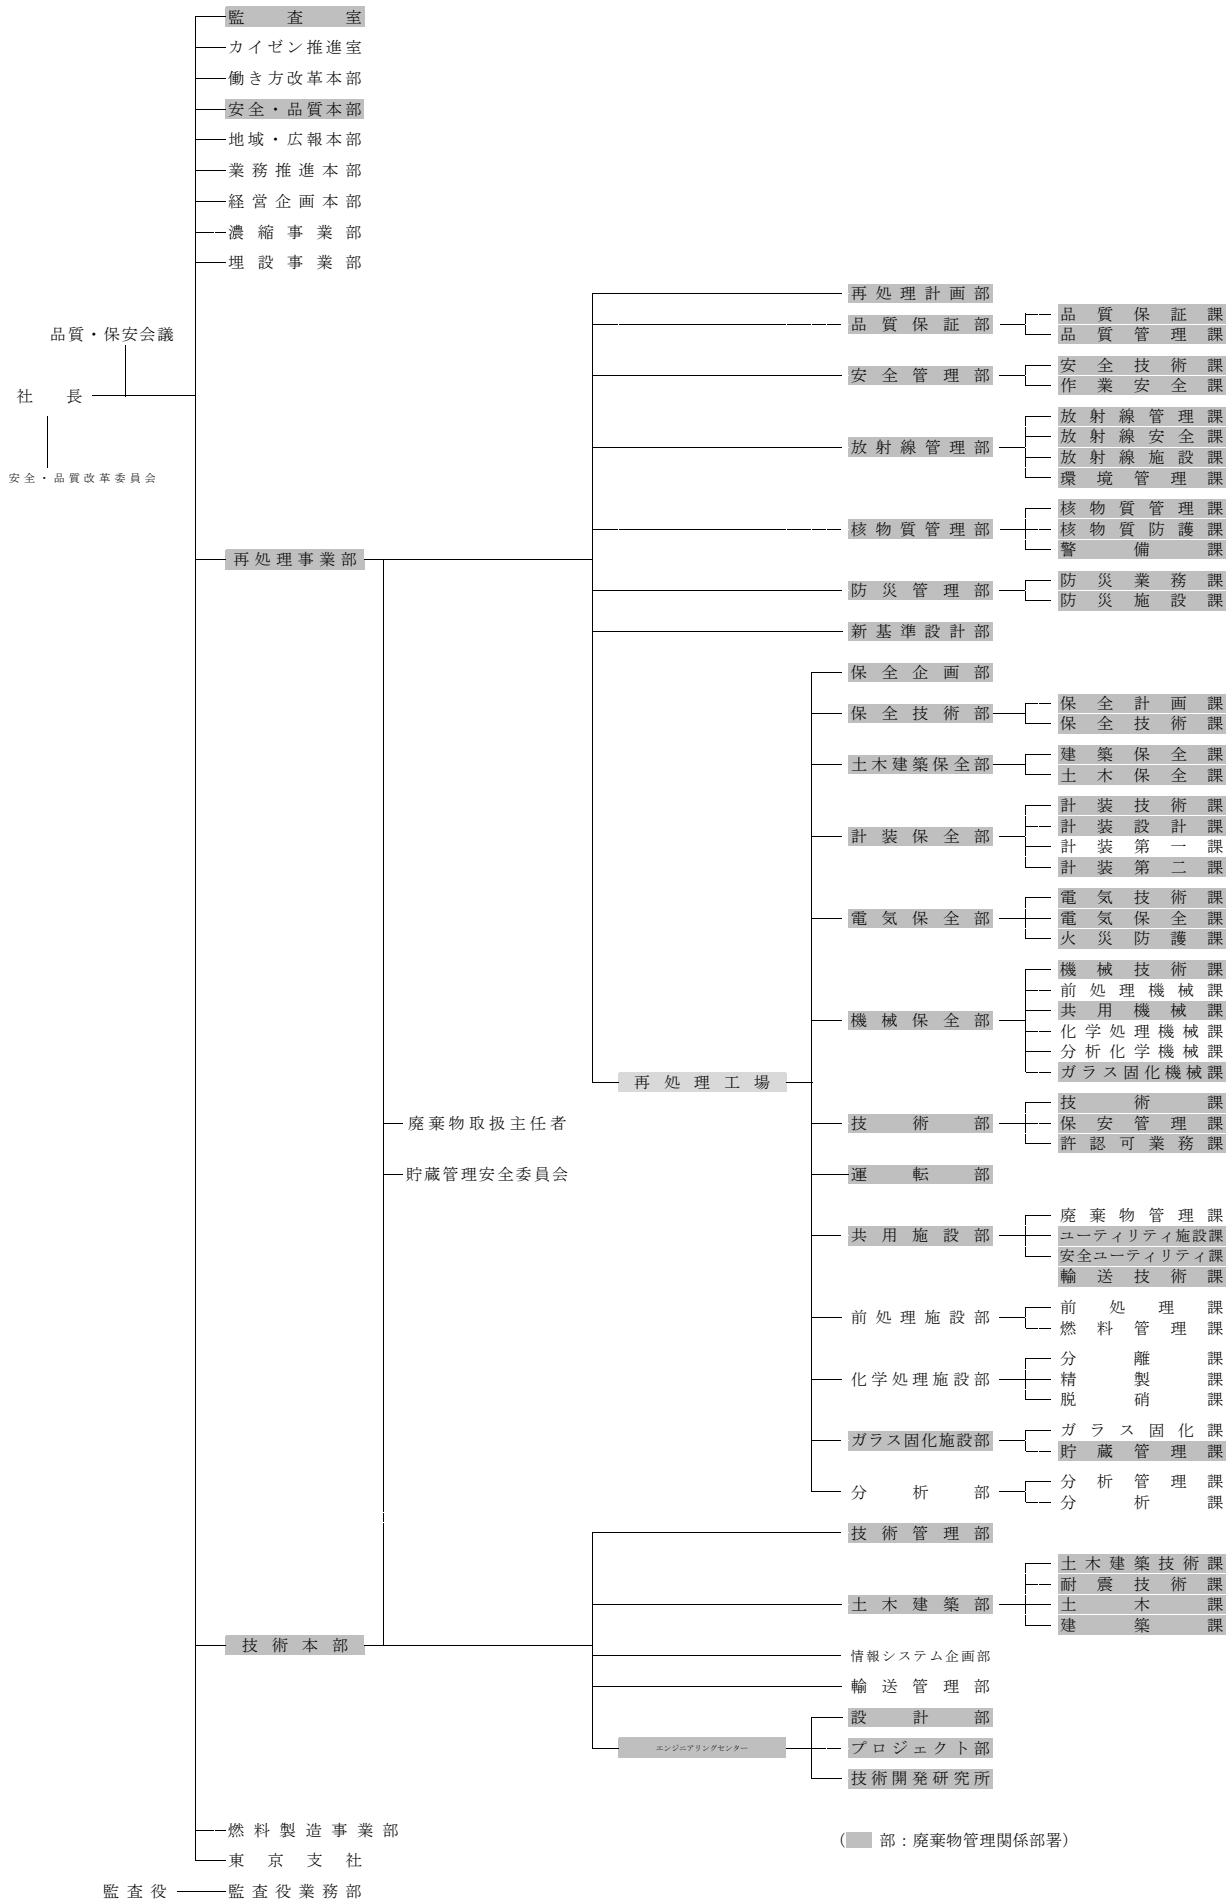 監査室
カイゼン推進室
働き方改革本部
安全・品質本部
地域・広報本部
業務推進本部
経営企画本部
濃縮事業部
埋設事業部
品質・保安会議
社長
安全・品質改革委員会
再処理事業部
再処理計画部
品質保証部
品質保証課
品質管理課
安全管理部
安全技術課
作業安全課
放射線管理部
放射線管理課
放射線安全課
放射線施設課
環境管理課
核物質管理部
核物質管理課
核物質防護課
警備課
防災管理部
防災業務課
防災施設課
新基準設計部
再処理工場
保全企画部
保全技術部
保全計画課
保全技術課
土木建築保全部
建築保全課
土木保全課
計装保全部
計装技術課
計装設計課
計装第一課
計装第二課
電気保全部
電気技術課
電気保全課
火災防護課
機械保全部
機械技術課
前処理機械課
共用機械課
化学処理機械課
分析化学機械課
ガラス固化機械課
技術部
技術課
保安管理課
許認可業務課
運転部
共用施設部
廃棄物管理課
ユーティリティ施設課
安全ユーティリティ課
輸送技術課
前処理施設部
前処理課
燃料管理課
化学処理施設部
分離課
精製課
脱硝課
ガラス固化施設部
ガラス固化課
貯蔵管理課
分析部
分析管理課
分析課
廃棄物取扱主任者
貯蔵管理安全委員会
技術本部
技術管理部
土木建築部
土木建築技術課
耐震技術課
土木課
建築課
情報システム企画部
輸送管理部
エンジニアリングセンター
設計部
プロジェクト部
技術開発研究所
燃料製造事業部
東京支社
監査役
監査役業務部
（ 部：廃棄物管理関係部署）